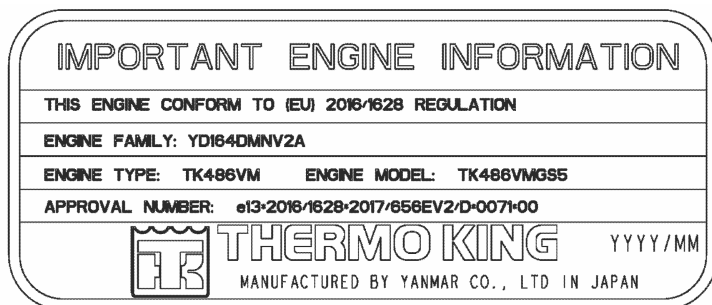 IMPORTANT ENGINE INFORMATION
THIS ENGINE CONFORM TO (EU) 2016/1628 REGULATION
ENGINE FAMILY: YD164DMNV2A
ENGINE TYPE: TK486VM ENGINE MODEL: TK486VMGS5
APPROVAL NUMBER: e13*2016/1628*2017/656EV2/D*0071*00
TK THERMO KING YYYY/MM
MANUFACTURED BY YANMAR CO., LTD IN JAPAN